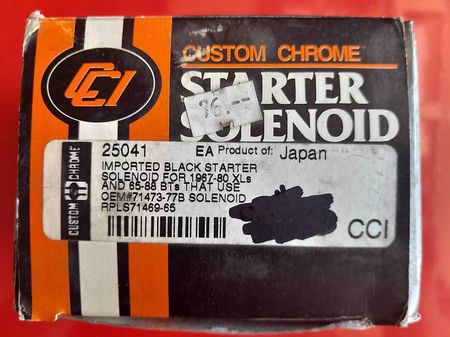 CCI
CUSTOM CHROME
STARTER
SOLENOID
26.--
25041 EA Product of: Japan
IMPORTED BLACK STARTER
SOLENOID FOR 1967-80 XLs
AND 65-88 BTs THAT USE
OEM#71473-77B SOLENOID
RPLS71469-65
CUSTOM CHROME
CCI